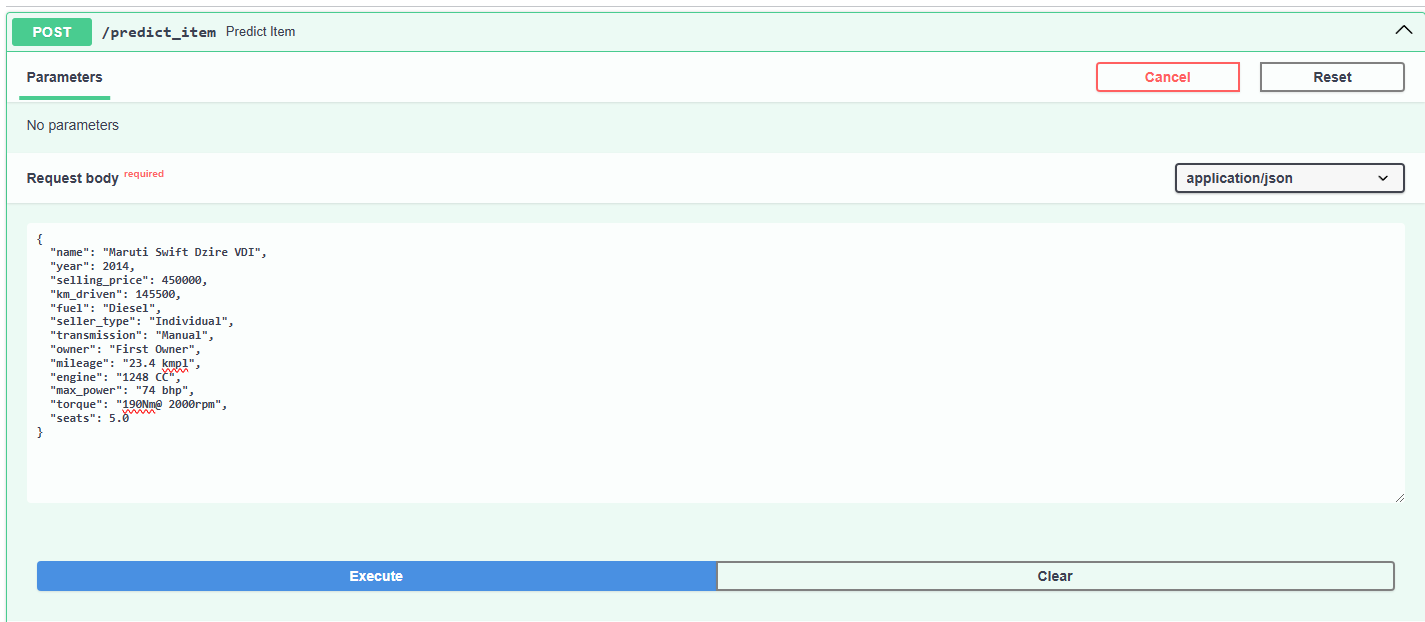 POST /predict_item Predict Item
Parameters
Cancel
Reset
No parameters
Request body required
application/json
{
  "name": "Maruti Swift Dzire VDI",
  "year": 2014,
  "selling_price": 450000,
  "km_driven": 145500,
  "fuel": "Diesel",
  "seller_type": "Individual",
  "transmission": "Manual",
  "owner": "First Owner",
  "mileage": "23.4 kmpl",
  "engine": "1248 CC",
  "max_power": "74 bhp",
  "torque": "190Nm@ 2000rpm",
  "seats": 5.0
}
Execute
Clear